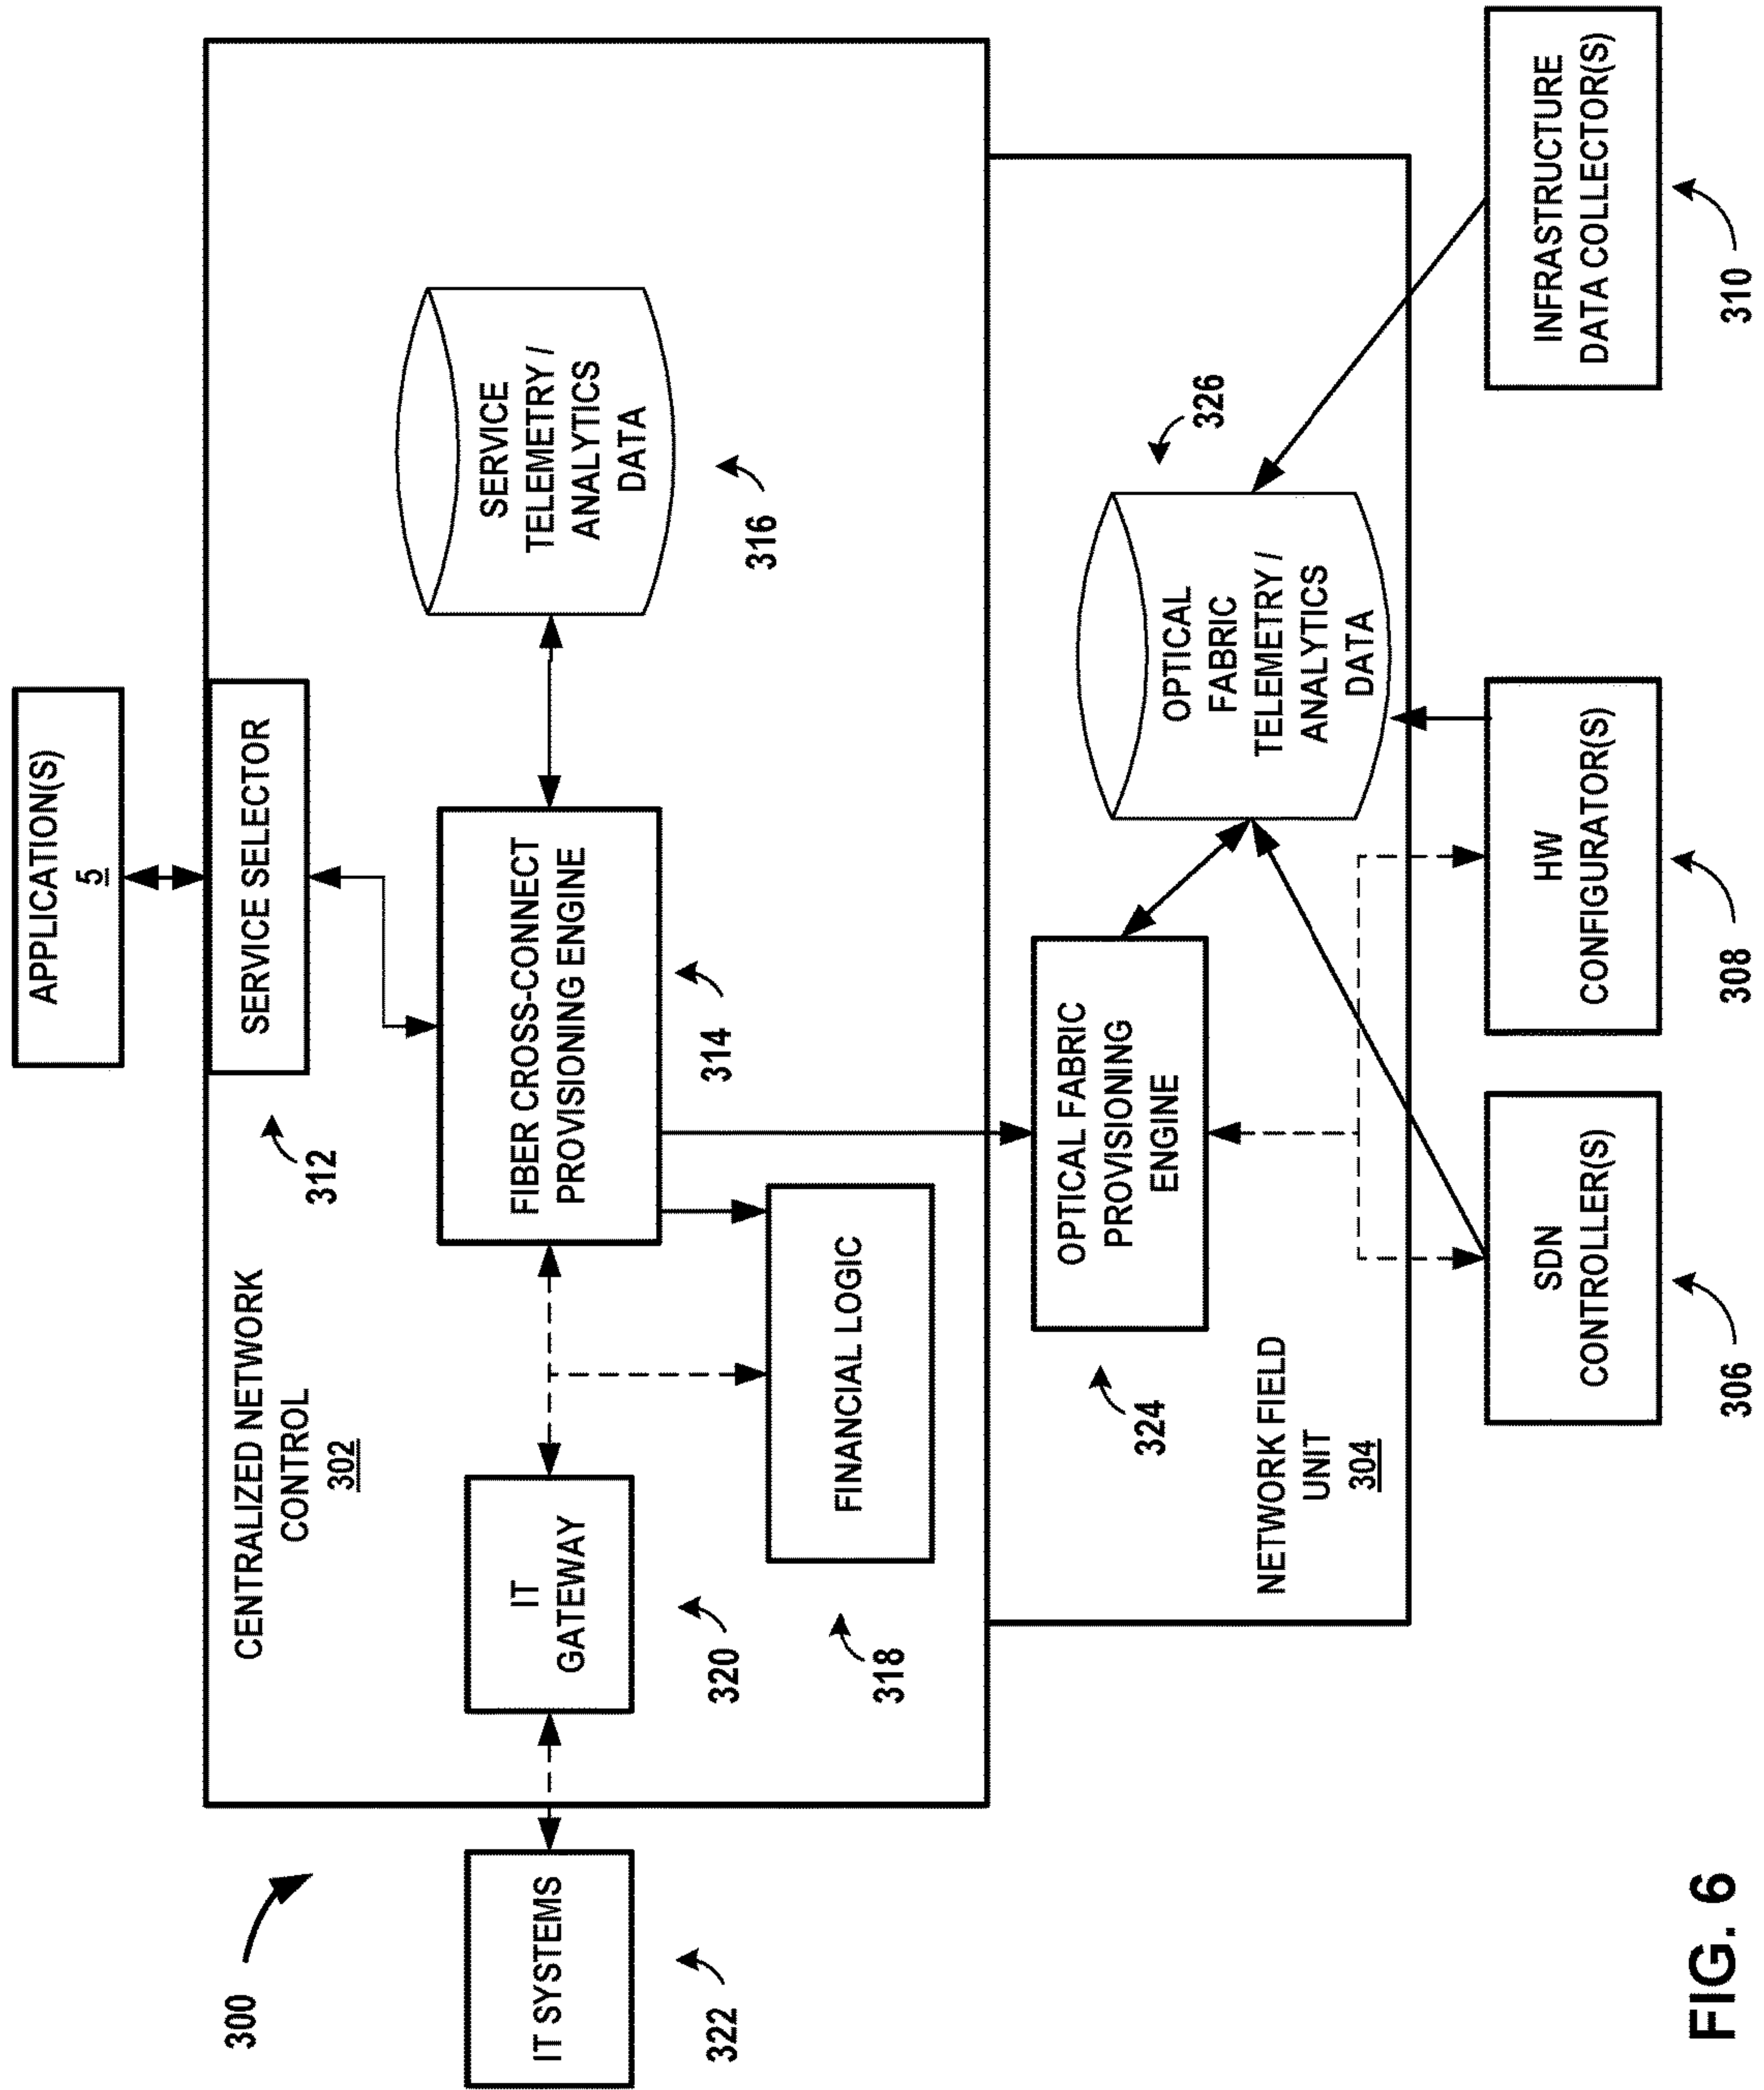 300
APPLICATION(S)
5
SERVICE SELECTOR
312
CENTRALIZED NETWORK
CONTROL
302
IT SYSTEMS
322
IT
GATEWAY
320
FIBER CROSS-CONNECT
PROVISIONING ENGINE
314
SERVICE
TELEMETRY /
ANALYTICS
DATA
316
FINANCIAL LOGIC
318
OPTICAL FABRIC
PROVISIONING
ENGINE
324
OPTICAL
FABRIC
TELEMETRY /
ANALYTICS
DATA
326
NETWORK FIELD
UNIT
304
SDN
CONTROLLER(S)
306
HW
CONFIGURATOR(S)
308
INFRASTRUCTURE
DATA COLLECTOR(S)
310
FIG. 6